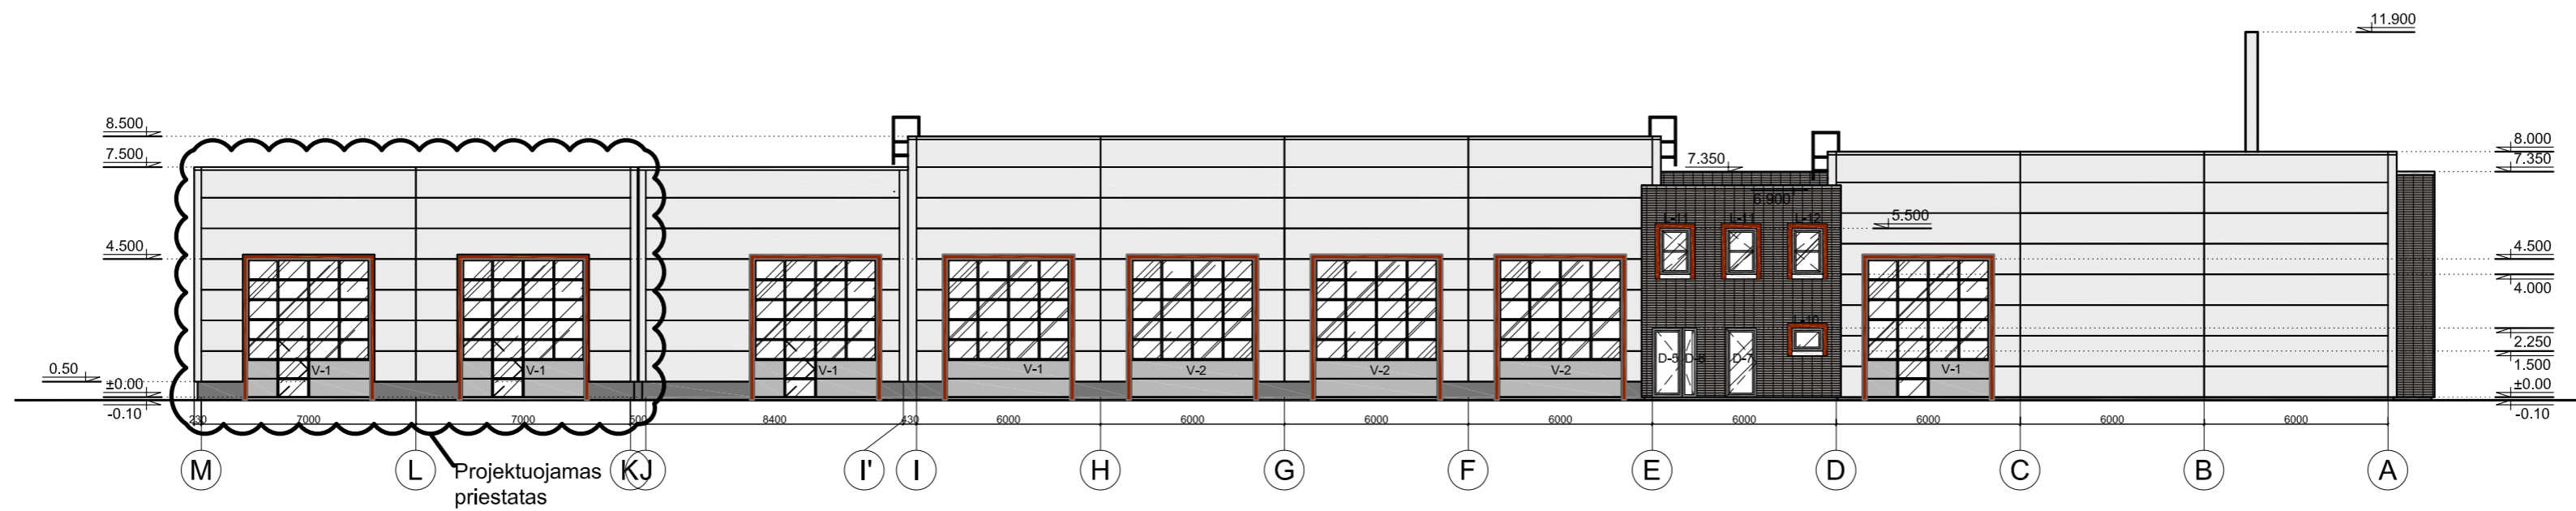 11.900
8.500
8.000
7.500
7.350
7.350
6.900
L-11
L-11
L-12
5.500
4.500
4.500
4.000
L-10
2.250
1.500
0.50
±0.00
-0.10
±0.00
-0.10
V-1
V-1
V-1
V-1
V-2
V-2
V-2
D-5
D-6
D-7
V-1
230
7000
7000
500
8400
430
6000
6000
6000
6000
6000
6000
6000
6000
M
L
K
J
I'
I
H
G
F
E
D
C
B
A
Projektuojamas
priestatas